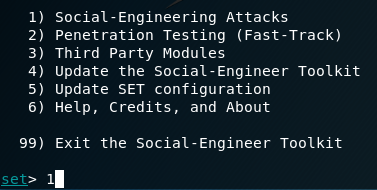 1) Social-Engineering Attacks
2) Penetration Testing (Fast-Track)
3) Third Party Modules
4) Update the Social-Engineer Toolkit
5) Update SET configuration
6) Help, Credits, and About
99) Exit the Social-Engineer Toolkit
set> 1